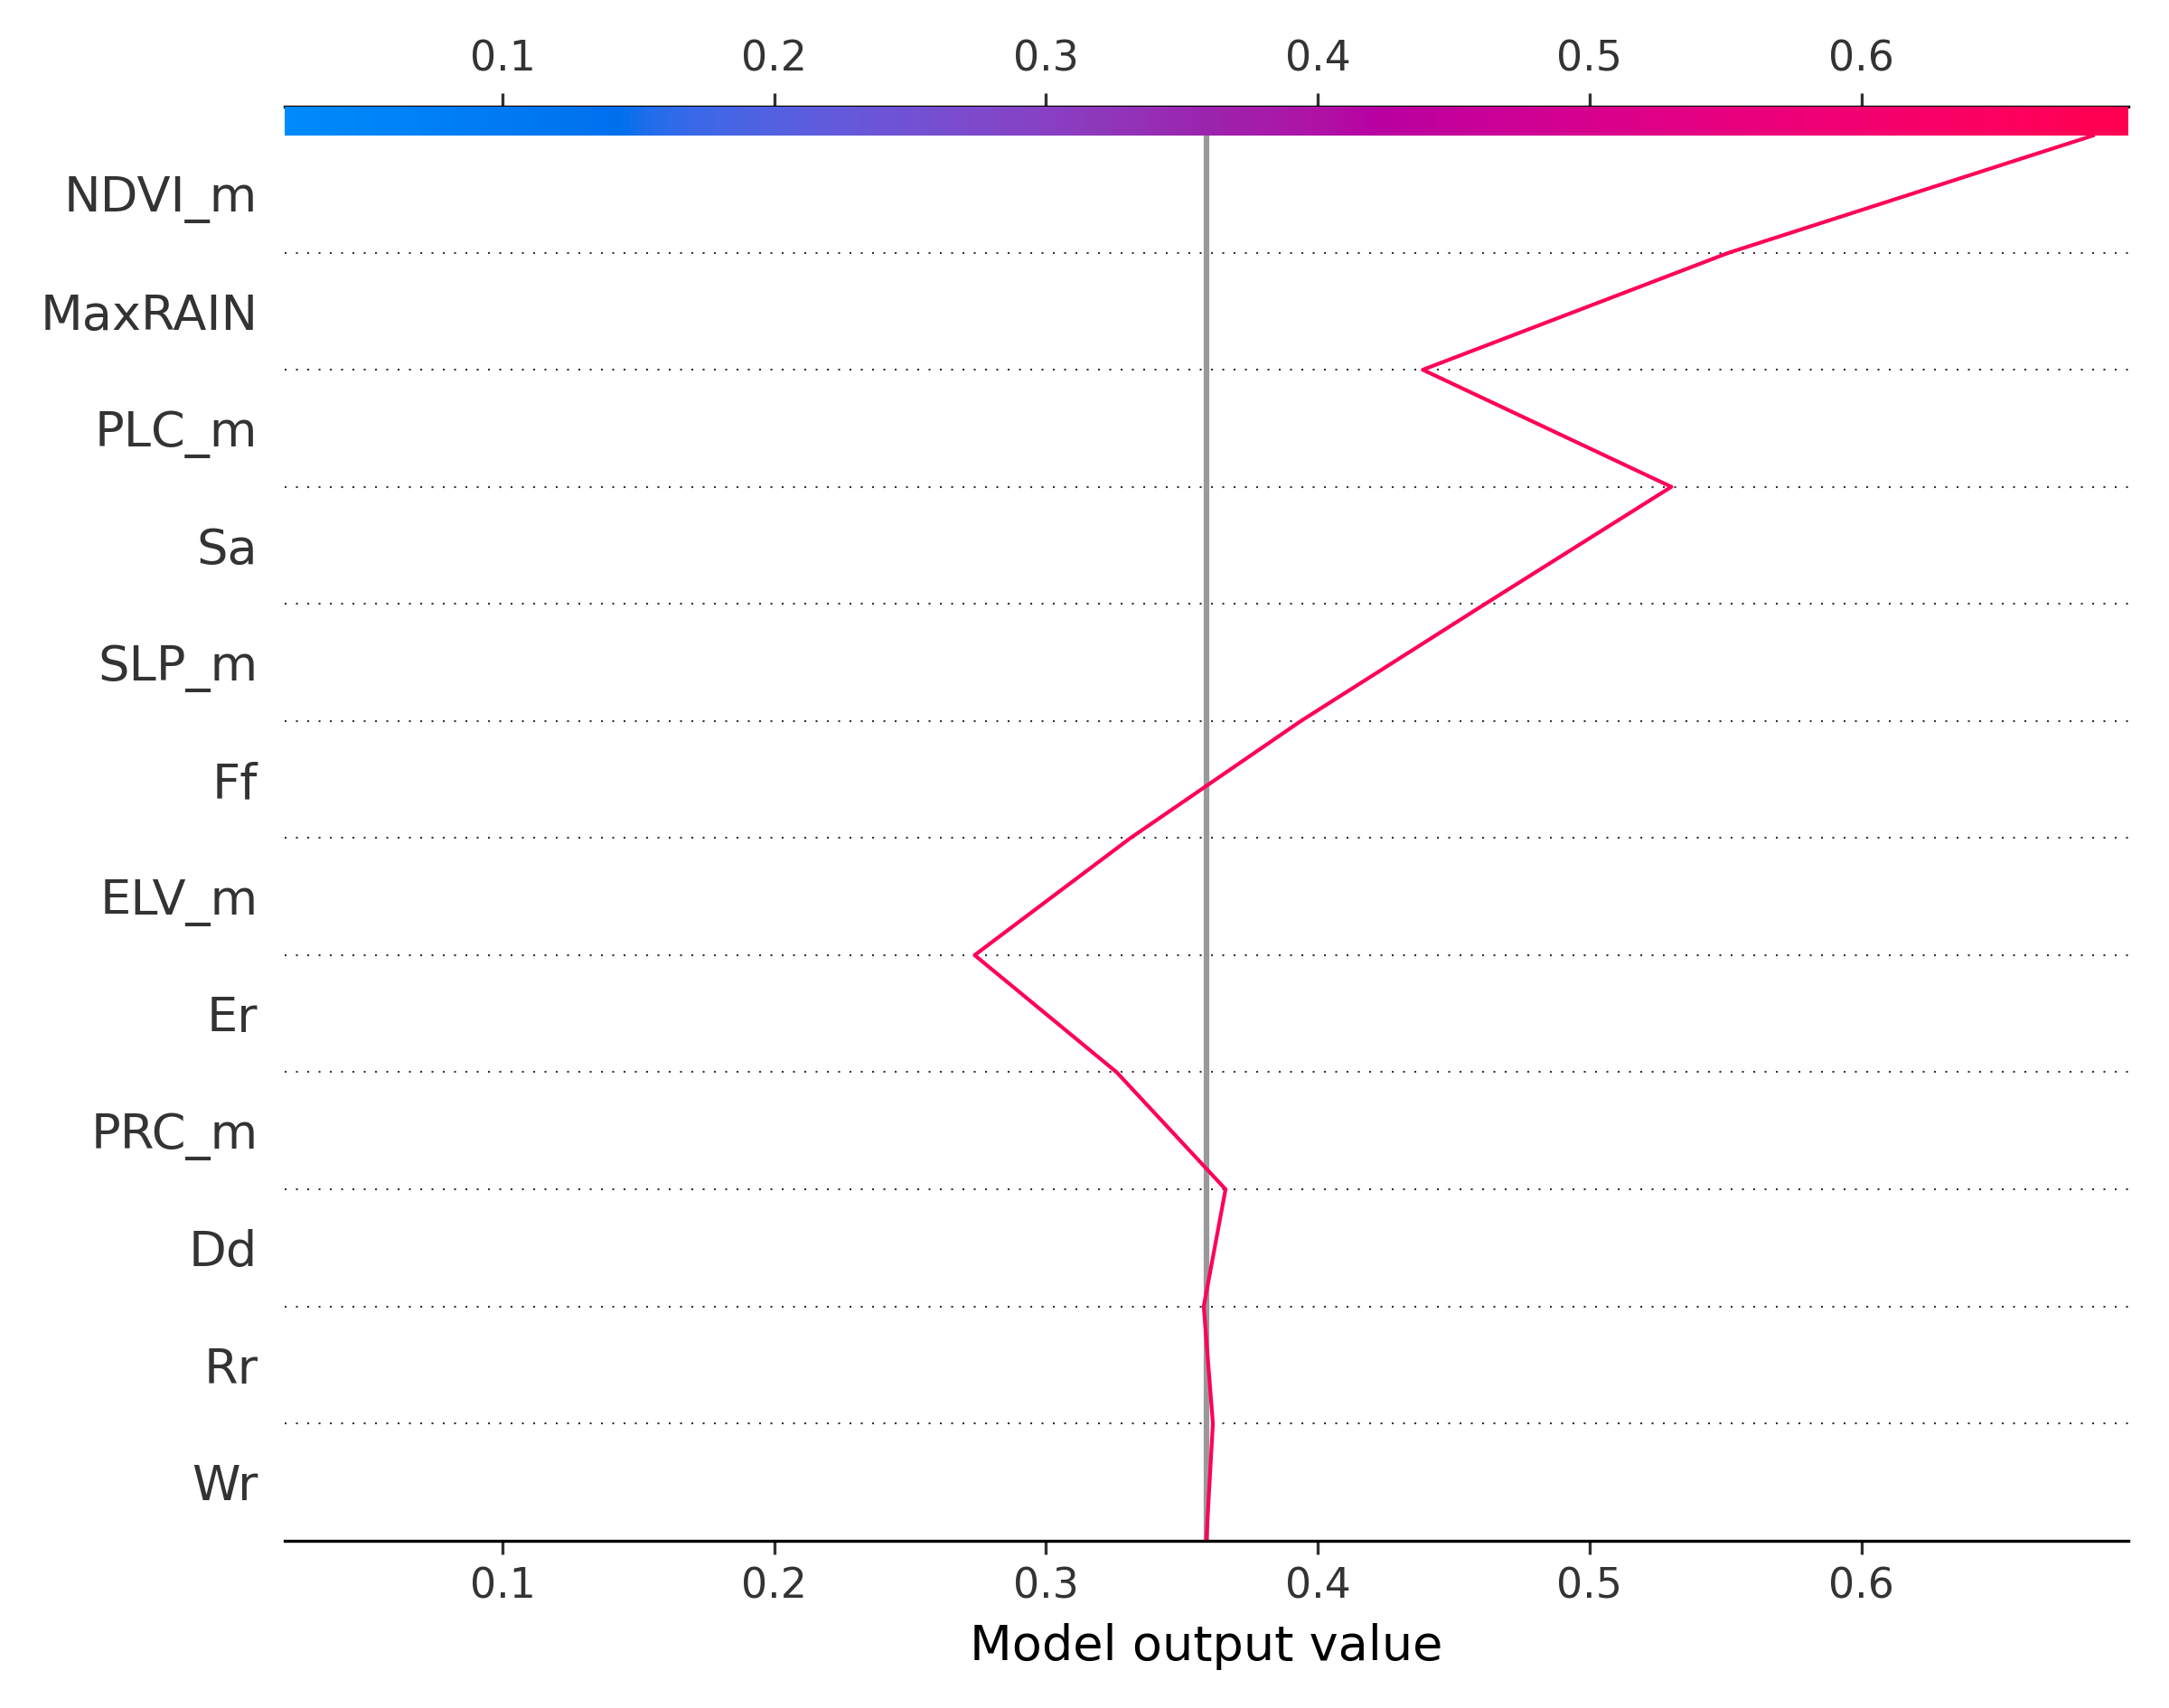 0.1 0.2 0.3 0.4 0.5 0.6
NDVI_m
MaxRAIN
PLC_m
Sa
SLP_m
Ff
ELV_m
Er
PRC_m
Dd
Rr
Wr
0.1 0.2 0.3 0.4 0.5 0.6
Model output value